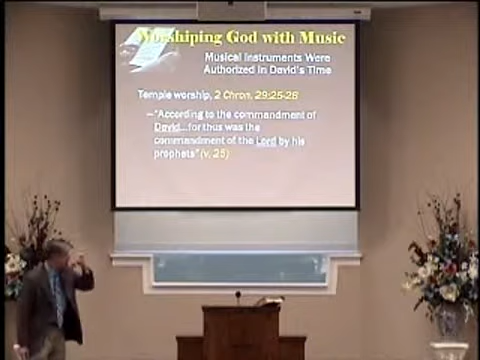 Worshiping God with Music
Musical Instruments Were
Authorized In David's Time
Temple worship, 2 Chron. 29:25-28
–"According to the commandment of
David...for thus was the
commandment of the Lord by his
prophets" (v. 25)